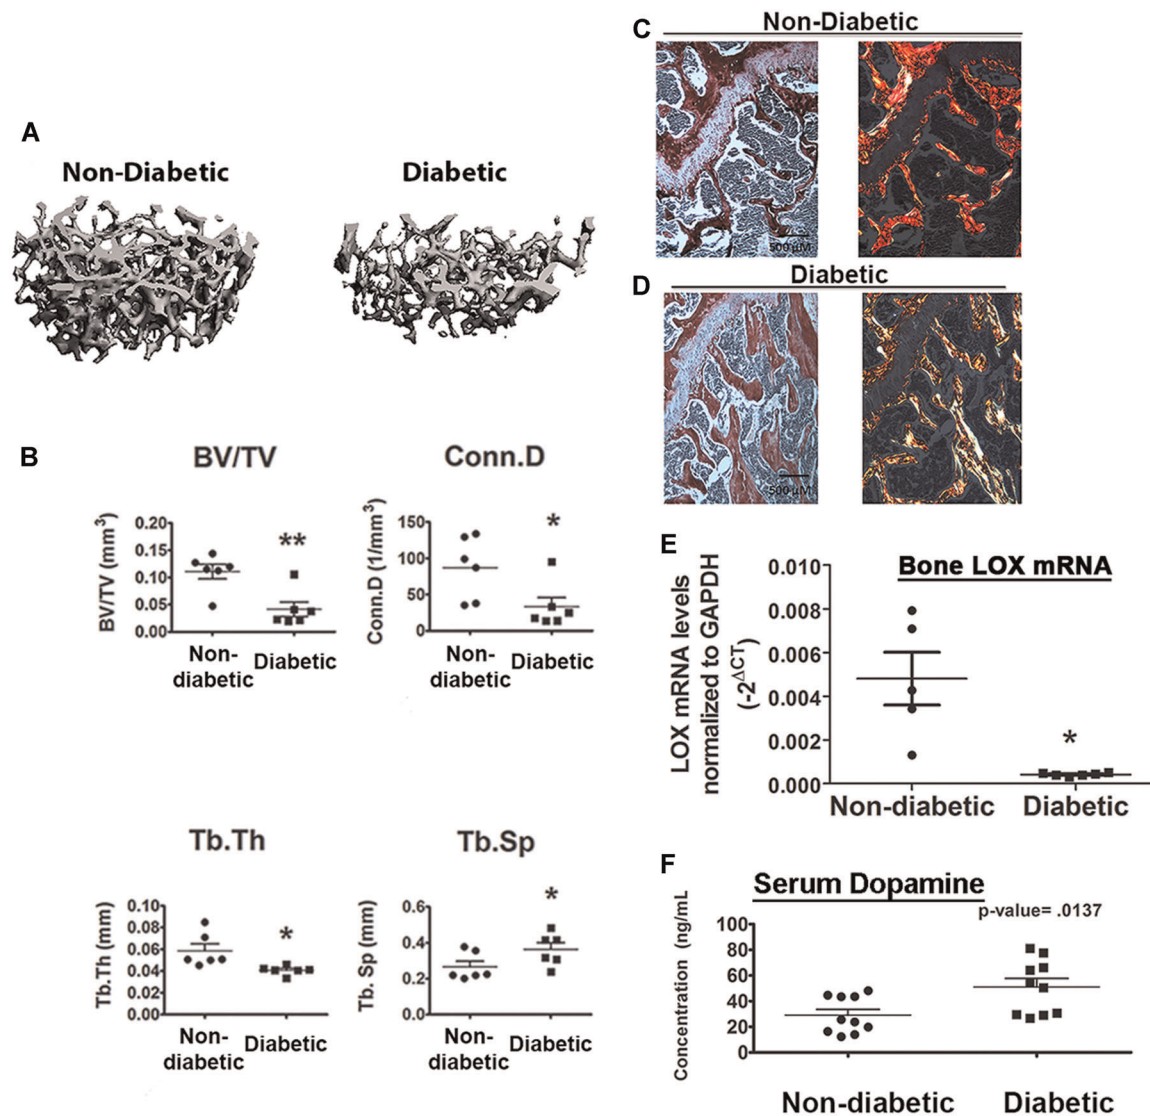 A
Non-Diabetic
Diabetic
B
BV/TV
BV/TV (mm³)
0.20
0.15
0.10
0.05
0.00
**
Non-
diabetic
Diabetic
Conn.D
Conn.D (1/mm³)
150
100
50
0
*
Non-
diabetic
Diabetic
Tb.Th
Tb.Th (mm)
0.10
0.08
0.06
0.04
0.02
0.00
*
Non-
diabetic
Diabetic
Tb.Sp
Tb. Sp (mm)
0.6
0.4
0.2
0.0
*
Non-
diabetic
Diabetic
C
Non-Diabetic
500 µM
D
Diabetic
500 µM
E
Bone LOX mRNA
LOX mRNA levels
normalized to GAPDH
(-2^ΔCT)
0.010
0.008
0.006
0.004
0.002
0.000
*
Non-diabetic
Diabetic
F
Serum Dopamine
p-value= .0137
Concentration (ng/mL
100
80
60
40
20
0
Non-diabetic
Diabetic